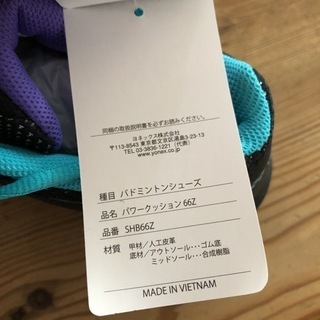 同梱の取扱説明書を必ずお読みください。
ヨネックス株式会社
〒113-8543 東京都文京区湯島3-23-13
TEL 03-3836-1221 (代表)
www.yonex.co.jp
種目 バドミントンシューズ
品名 パワークッション 66Z
品番 SHB66Z
材質 甲材/人工皮革
底材/アウトソール…ゴム底
ミッドソール…合成樹脂
MADE IN VIETNAM